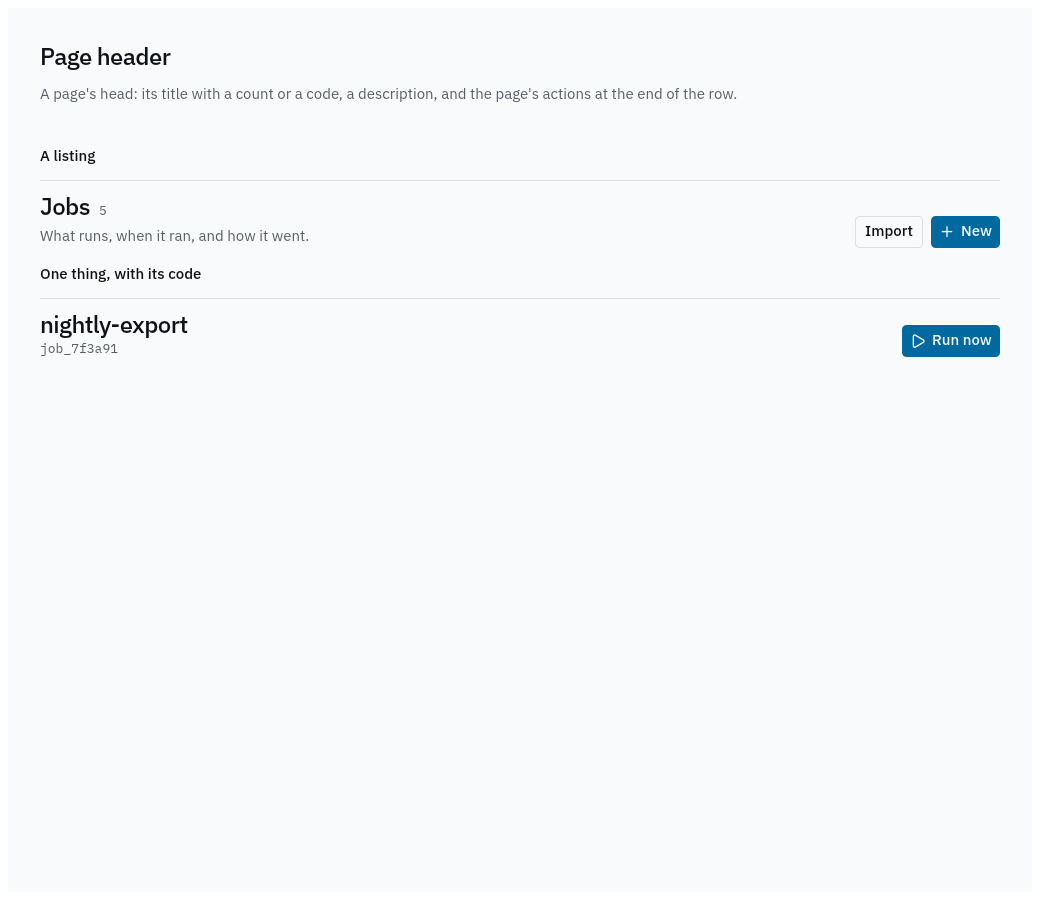 Page header
A page's head: its title with a count or a code, a description, and the page's actions at the end of the row.
A listing
Jobs 5
What runs, when it ran, and how it went.
Import
New
One thing, with its code
nightly-export
job_7f3a91
Run now